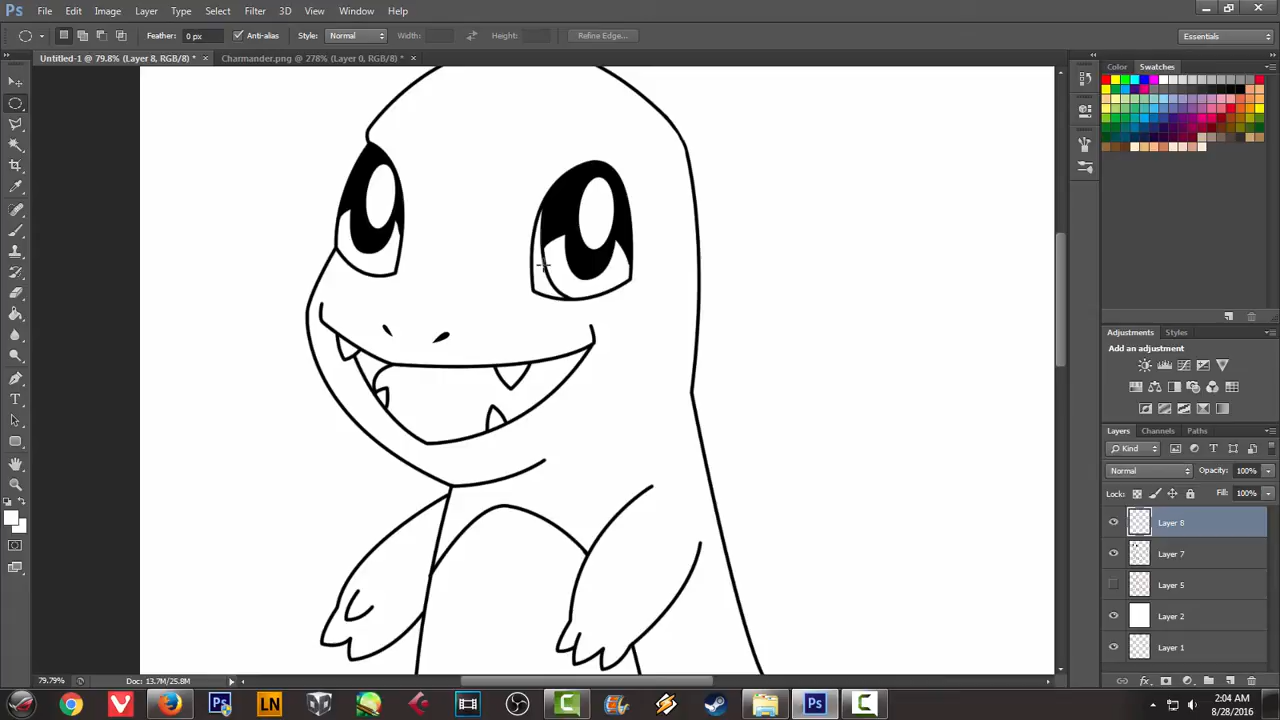 Ps File Edit Image Layer Type Select Filter 3D View Window Help
Feather: 0 px Anti-alias Style: Normal Width: Height: Refine Edge... Essentials
Untitled-1 @ 79.8% (Layer 8, RGB/8) * × Charmander.png @ 278% (Layer 0, RGB/8) * ×
Color Swatches
Adjustments Styles
Add an adjustment
Layers Channels Paths
Kind
Normal Opacity: 100%
Lock: Fill: 100%
Layer 8
Layer 7
Layer 5
Layer 2
Layer 1
79.79% Doc: 13.7M/25.8M
Ps LN Ps
2:04 AM
8/28/2016